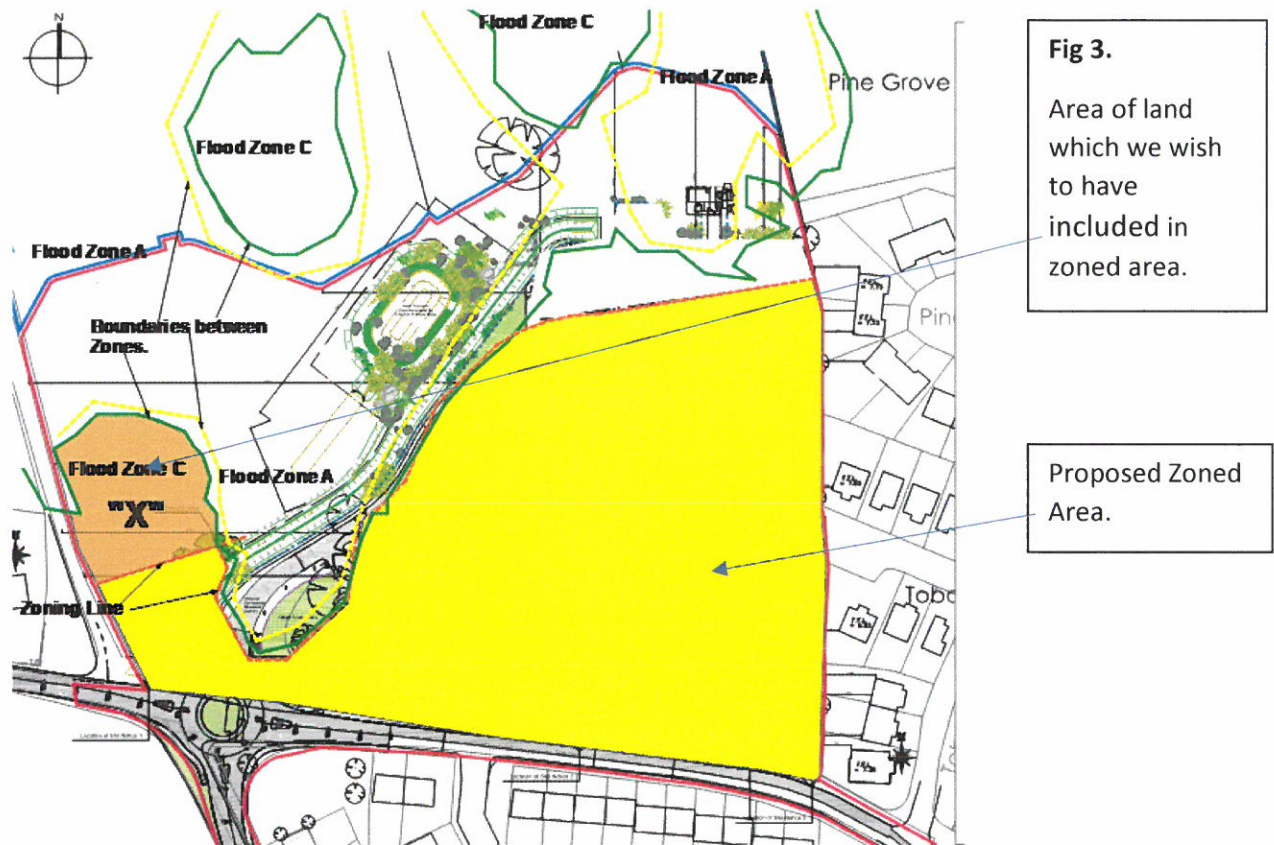 N
Flood Zone C
Flood Zone A
Pine Grove
Fig 3.
Area of land
which we wish
to have
included in
zoned area.
Flood Zone C
Flood Zone A
Boundaries between
Zones.
Flood Zone C
Flood Zone A
"X"
Zoning Line
Proposed Zoned
Area.